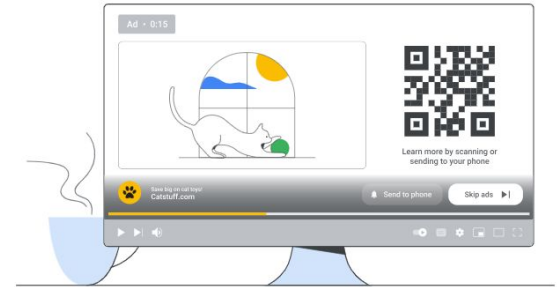 Ad • 0:15
Learn more by scanning or
sending to your phone
Save big on cat toys!
Catstuff.com
Send to phone
Skip ads